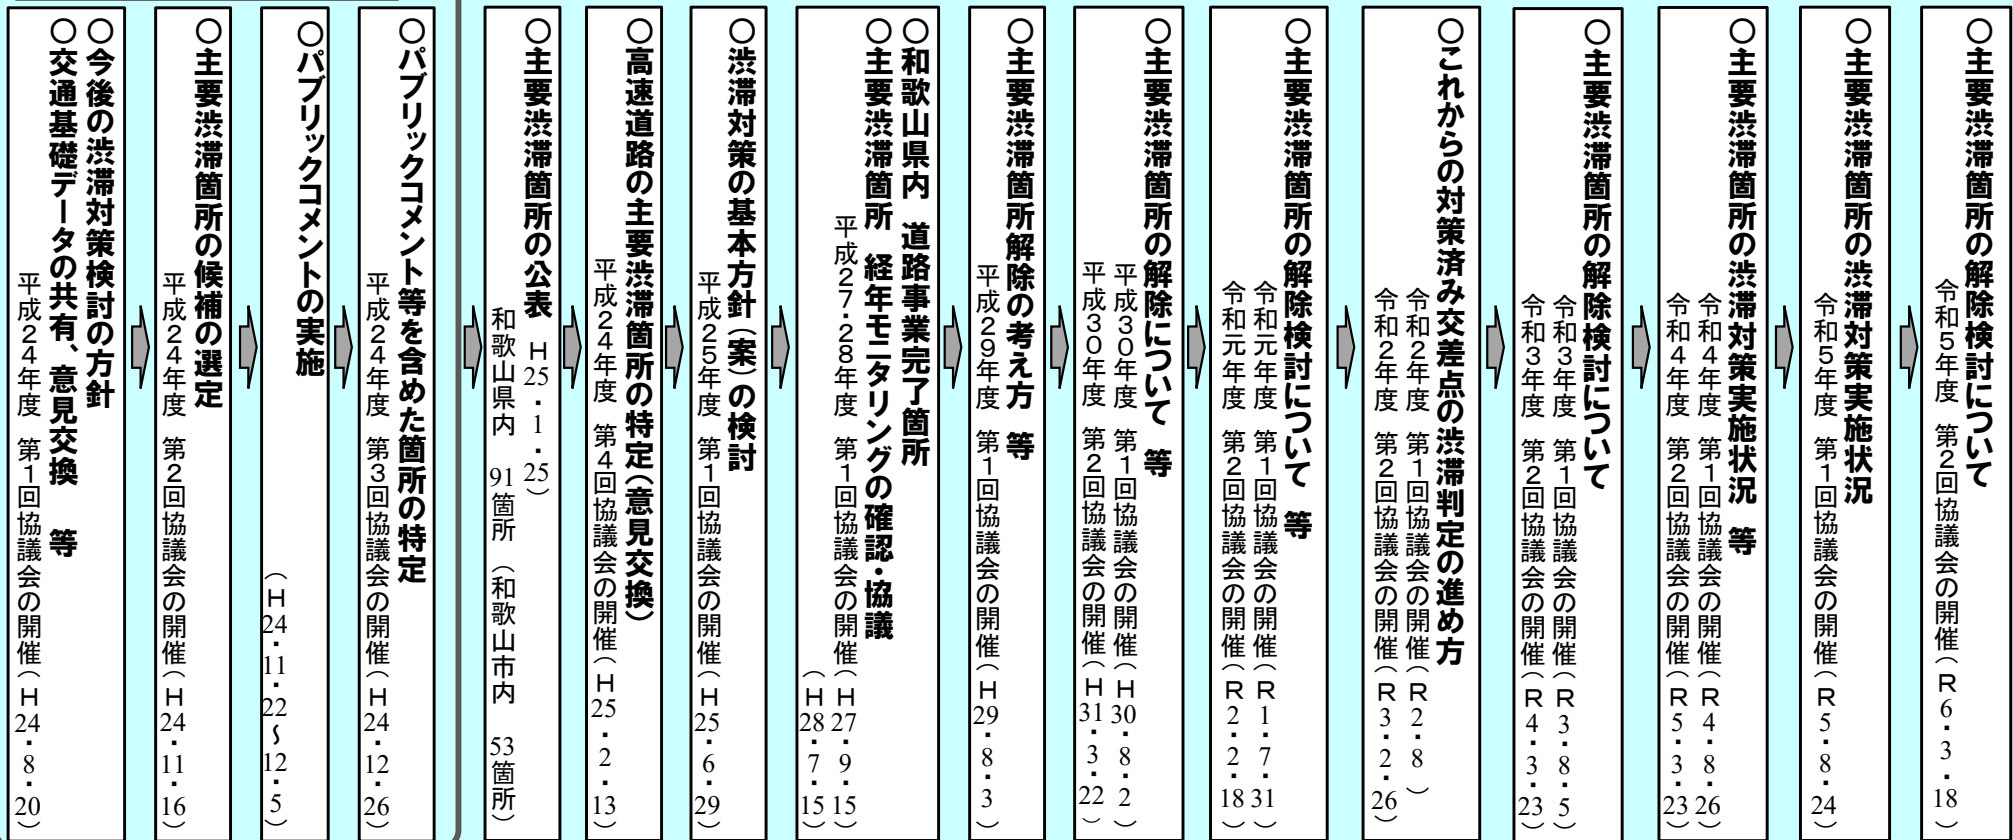 ○今後の渋滞対策検討の方針
○交通基礎データの共有、意見交換 等
平成24年度 第1回協議会の開催(H24・8・20)
○主要渋滞箇所の候補の選定
平成24年度 第2回協議会の開催(H24・11・16)
○パブリックコメントの実施
(H24・11・22~12・5)
○パブリックコメント等を含めた箇所の特定
平成24年度 第3回協議会の開催(H24・12・26)
○主要渋滞箇所の公表 H25・1・25)
和歌山県内 91箇所 (和歌山市内 53箇所)
○高速道路の主要渋滞箇所の特定(意見交換)
平成24年度 第4回協議会の開催(H25・2・13)
○渋滞対策の基本方針(案)の検討
平成25年度 第1回協議会の開催(H25・6・29)
○和歌山県内 道路事業完了箇所
○主要渋滞箇所 経年モニタリングの確認・協議
平成27・28年度 第1回協議会の開催(H27・9・15)
(H28・7・15)
○主要渋滞箇所解除の考え方 等
平成29年度 第1回協議会の開催(H29・8・3)
○主要渋滞箇所の解除について 等
平成30年度 第1回協議会の開催(H30・8・2)
平成30年度 第2回協議会の開催(H31・3・22)
○主要渋滞箇所の解除検討について 等
令和元年度 第1回協議会の開催(R1・7・31)
令和元年度 第2回協議会の開催(R2・2・18)
○これからの対策済み交差点の渋滞判定の進め方
令和2年度 第1回協議会の開催(R2・8)
令和2年度 第2回協議会の開催(R3・2・26)
○主要渋滞箇所の解除検討について
令和3年度 第1回協議会の開催(R3・8・5)
令和3年度 第2回協議会の開催(R4・3・23)
○主要渋滞箇所の渋滞対策実施状況 等
令和4年度 第1回協議会の開催(R4・8・26)
令和4年度 第2回協議会の開催(R5・3・23)
○主要渋滞箇所の渋滞対策実施状況
令和5年度 第1回協議会の開催(R5・8・24)
○主要渋滞箇所の解除検討について
令和5年度 第2回協議会の開催(R6・3・18)